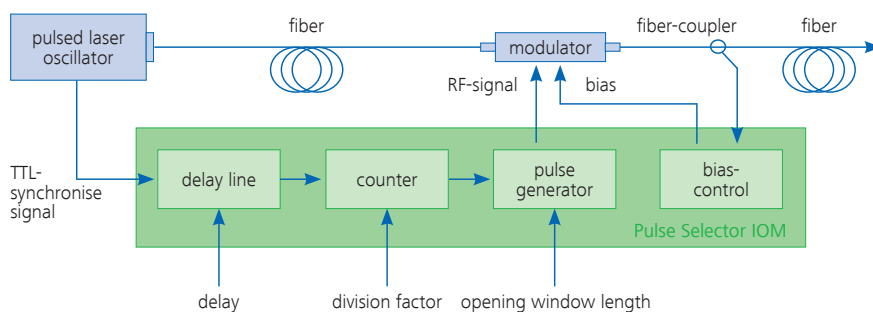 pulsed laser
oscillator
fiber
modulator
fiber-coupler
fiber
RF-signal
bias
TTL-
synchronise
signal
delay line
counter
pulse
generator
bias-
control
Pulse Selector IOM
delay
division factor
opening window length